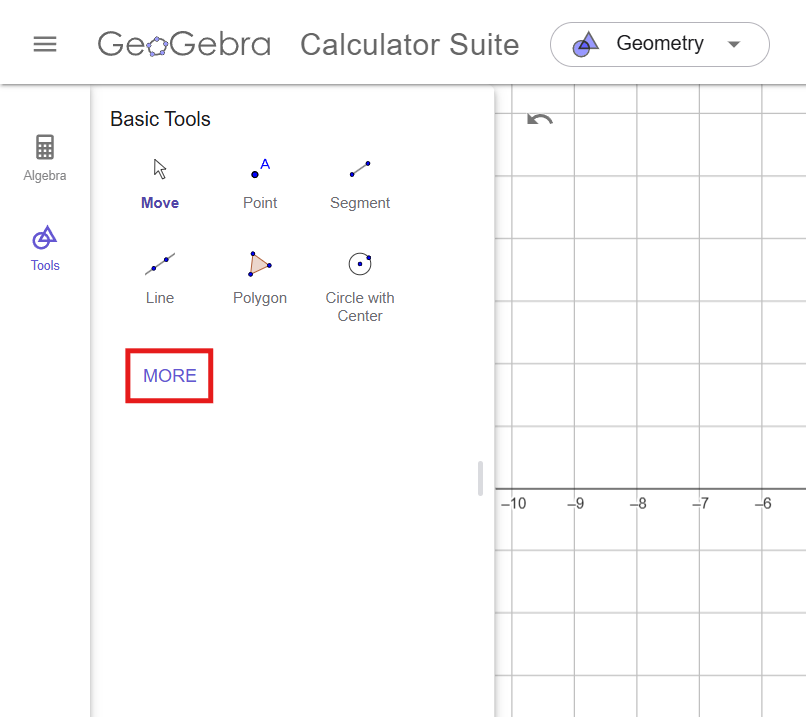 GeoGebra Calculator Suite Geometry
Algebra
Tools
Basic Tools
Move
A
Point
Segment
Line
Polygon
Circle with
Center
MORE
–10 –9 –8 –7 –6